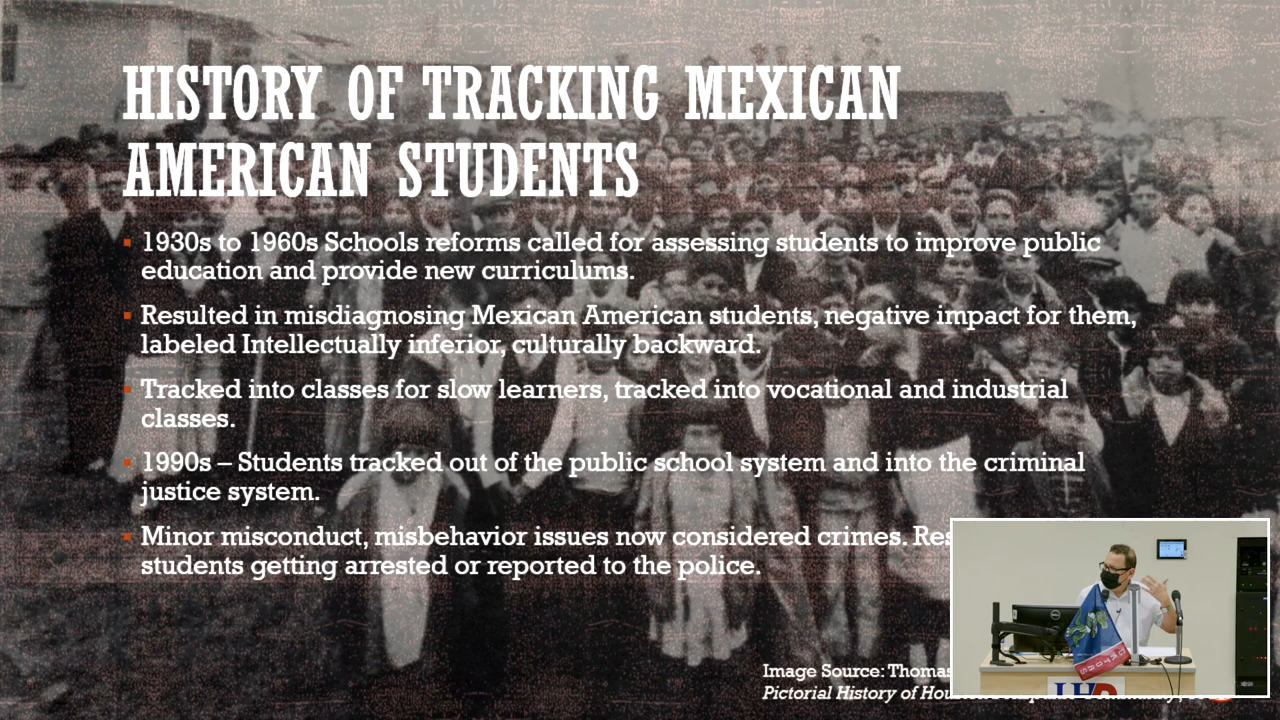 HISTORY OF TRACKING MEXICAN
AMERICAN STUDENTS
1930s to 1960s Schools reforms called for assessing students to improve public
education and provide new curriculums.
Resulted in misdiagnosing Mexican American students, negative impact for them,
labeled Intellectually inferior, culturally backward.
Tracked into classes for slow learners, tracked into vocational and industrial
classes.
1990s – Students tracked out of the public school system and into the criminal
justice system.
Minor misconduct, misbehavior issues now considered crimes.
students getting arrested or reported to the police.
Image Source: Thomas
Pictorial History of